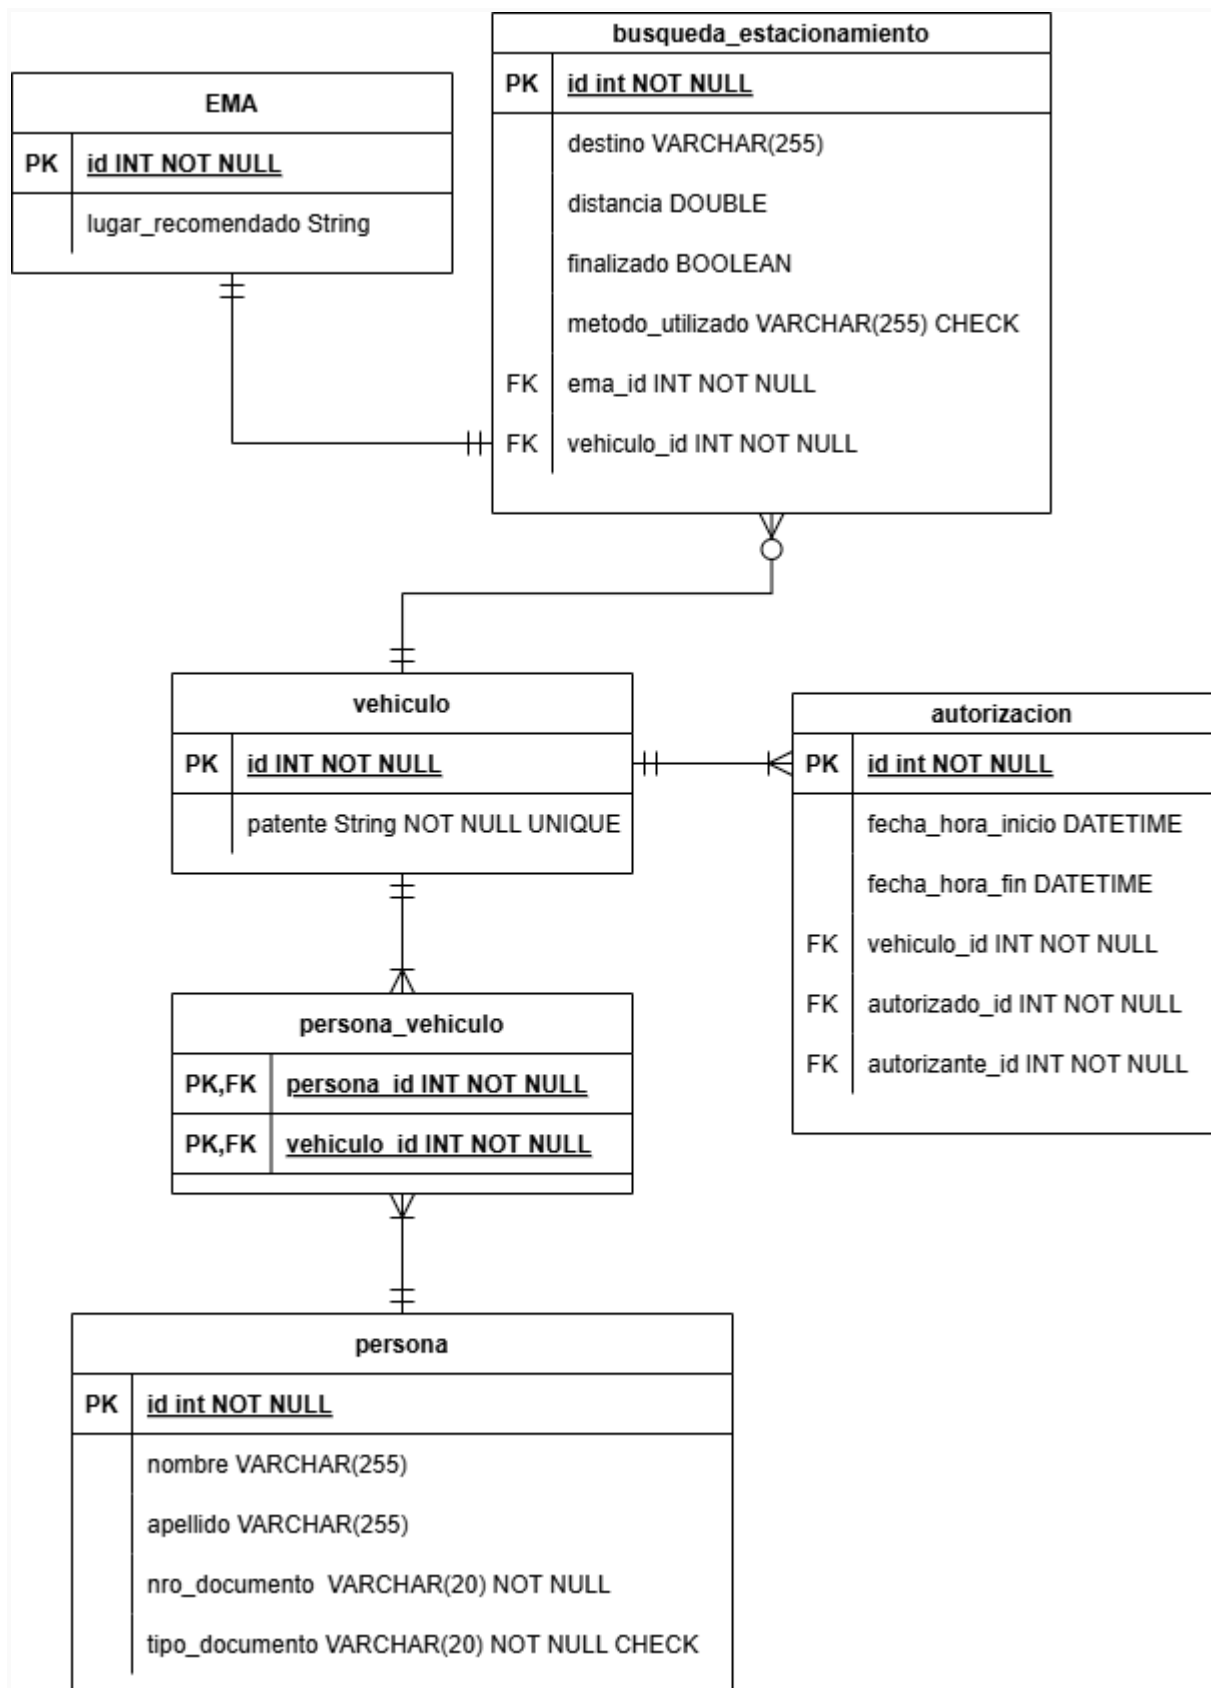 EMA
PK id INT NOT NULL
lugar_recomendado String
busqueda_estacionamiento
PK id int NOT NULL
destino VARCHAR(255)
distancia DOUBLE
finalizado BOOLEAN
metodo_utilizado VARCHAR(255) CHECK
FK ema_id INT NOT NULL
FK vehiculo_id INT NOT NULL
vehiculo
PK id INT NOT NULL
patente String NOT NULL UNIQUE
autorizacion
PK id int NOT NULL
fecha_hora_inicio DATETIME
fecha_hora_fin DATETIME
FK vehiculo_id INT NOT NULL
FK autorizado_id INT NOT NULL
FK autorizante_id INT NOT NULL
persona_vehiculo
PK,FK persona_id INT NOT NULL
PK,FK vehiculo_id INT NOT NULL
persona
PK id int NOT NULL
nombre VARCHAR(255)
apellido VARCHAR(255)
nro_documento VARCHAR(20) NOT NULL
tipo_documento VARCHAR(20) NOT NULL CHECK